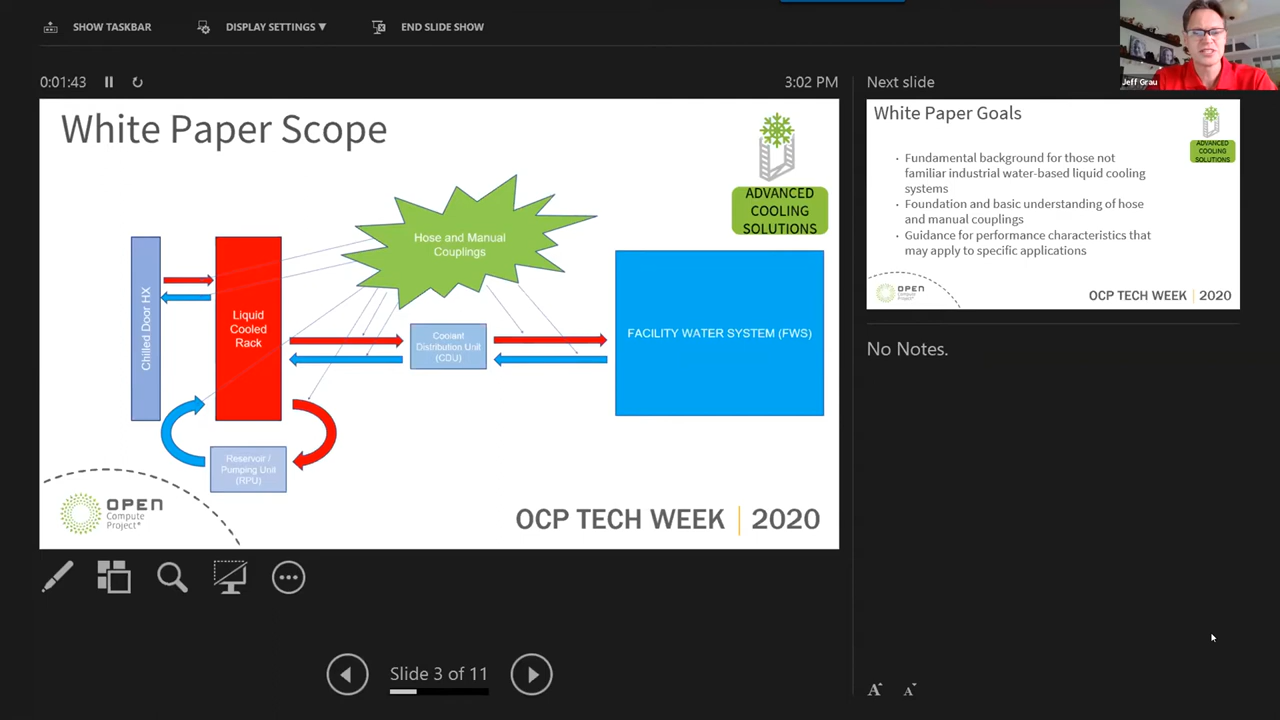 SHOW TASKBAR
DISPLAY SETTINGS ▼
END SLIDE SHOW
Jeff Grau
0:01:43
3:02 PM
White Paper Scope
ADVANCED
COOLING
SOLUTIONS
Hose and Manual
Couplings
Chilled Door HX
Liquid
Cooled
Rack
Coolant
Distribution Unit
(CDU)
FACILITY WATER SYSTEM (FWS)
Reservoir /
Pumping Unit
(RPU)
OPEN
Compute
Project®
OCP TECH WEEK | 2020
Slide 3 of 11
Next slide
White Paper Goals
ADVANCED
COOLING
SOLUTIONS
• Fundamental background for those not
familiar industrial water-based liquid cooling
systems
• Foundation and basic understanding of hose
and manual couplings
• Guidance for performance characteristics that
may apply to specific applications
OPEN
Compute
Project®
OCP TECH WEEK | 2020
No Notes.
A A